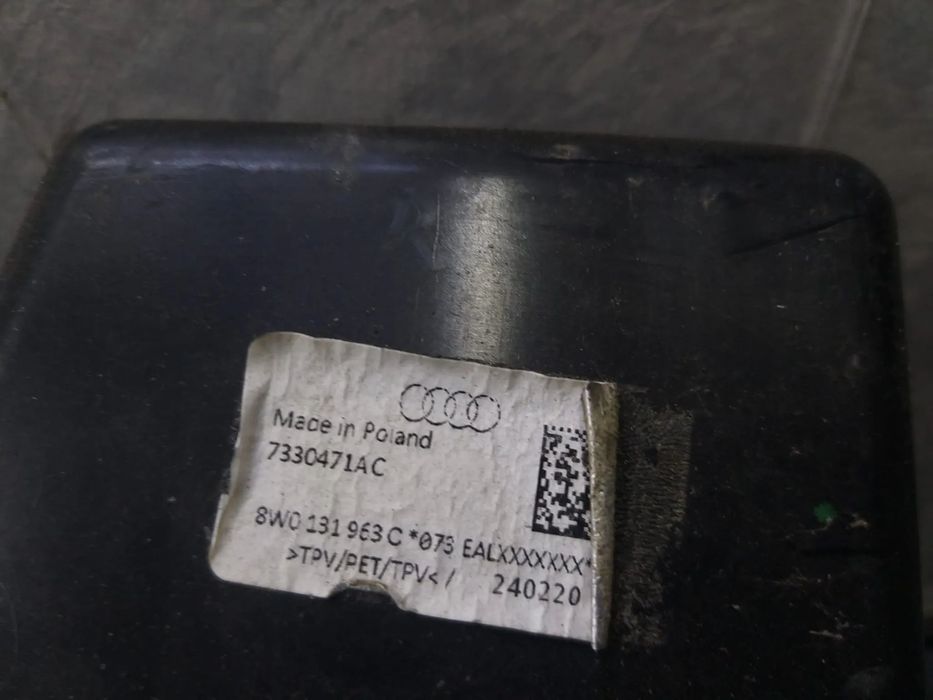 Made in Poland
7330471AC
8W0 131 963 C *073 EALXXXXXXX*
>TPV/PET/TPV</ 240220